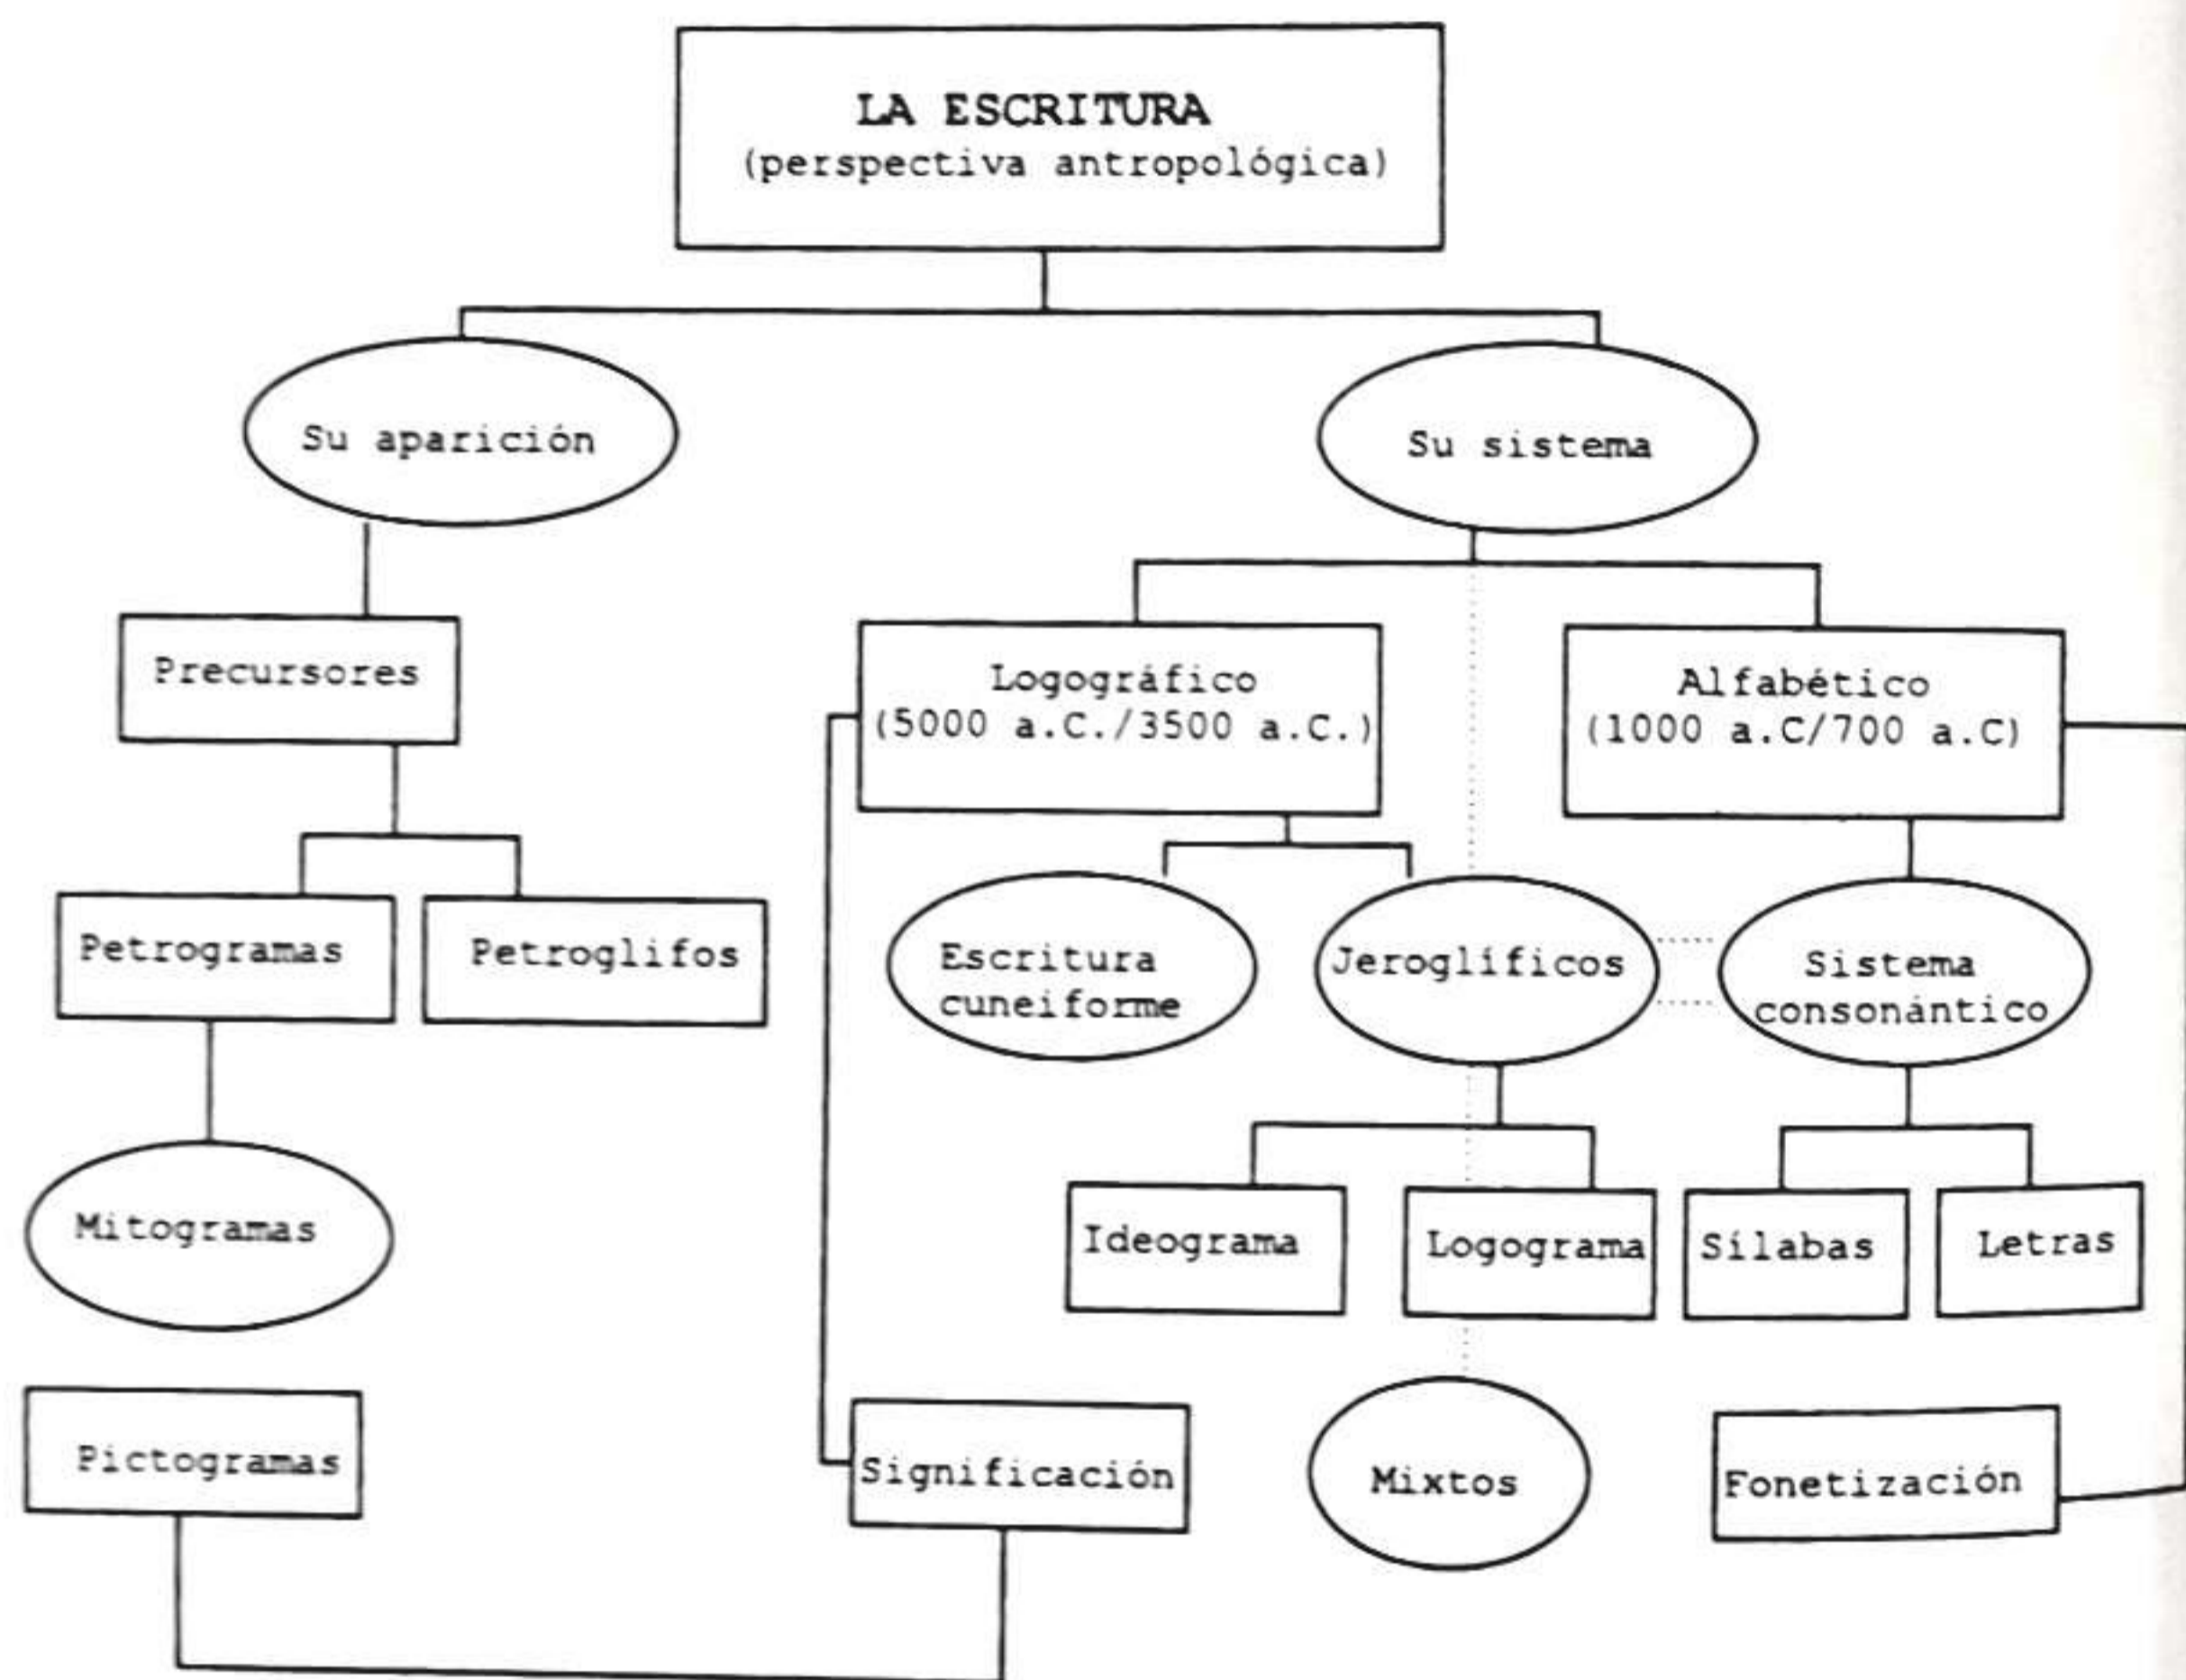 LA ESCRITURA
(perspectiva antropológica)
Su aparición
Su sistema
Precursores
Logográfico
(5000 a.C./3500 a.C.)
Alfabético
(1000 a.C/700 a.C)
Petrogramas
Petroglifos
Escritura
cuneiforme
Jeroglíficos
Sistema
consonántico
Mitogramas
Ideograma
Logograma
Sílabas
Letras
Pictogramas
Significación
Mixtos
Fonetización